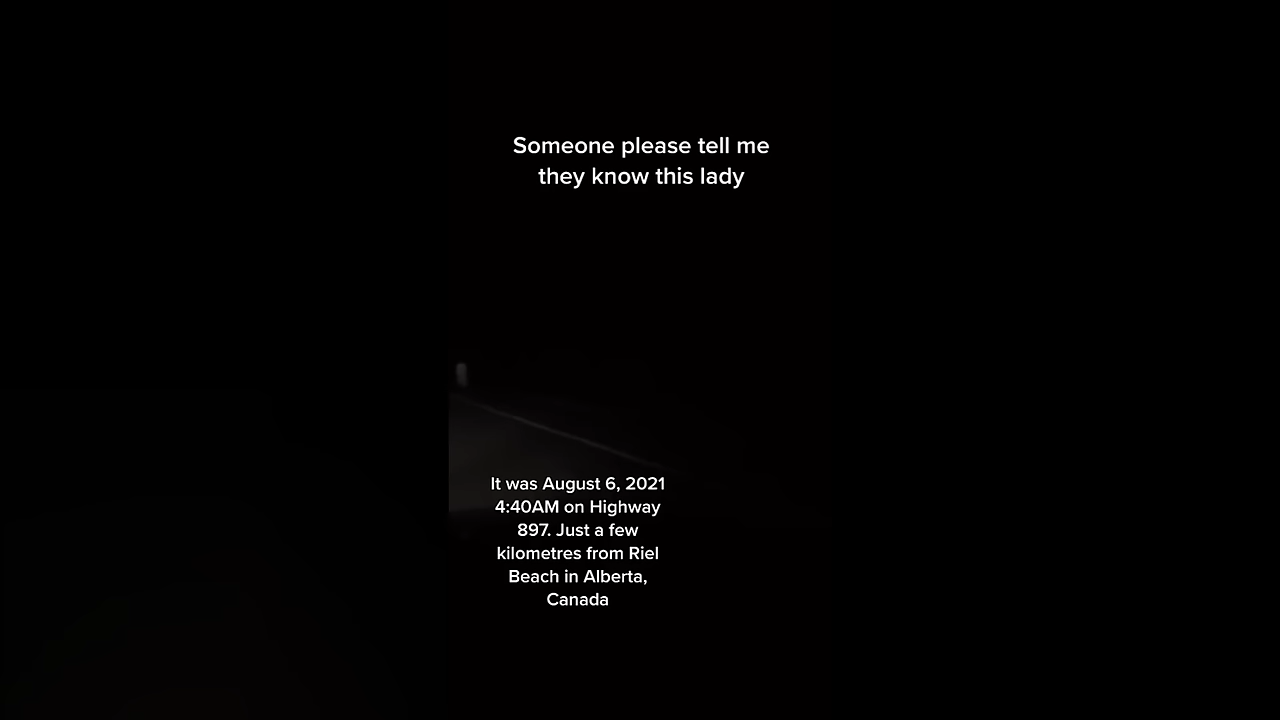 Someone please tell me
they know this lady
It was August 6, 2021
4:40AM on Highway
897. Just a few
kilometres from Riel
Beach in Alberta,
Canada